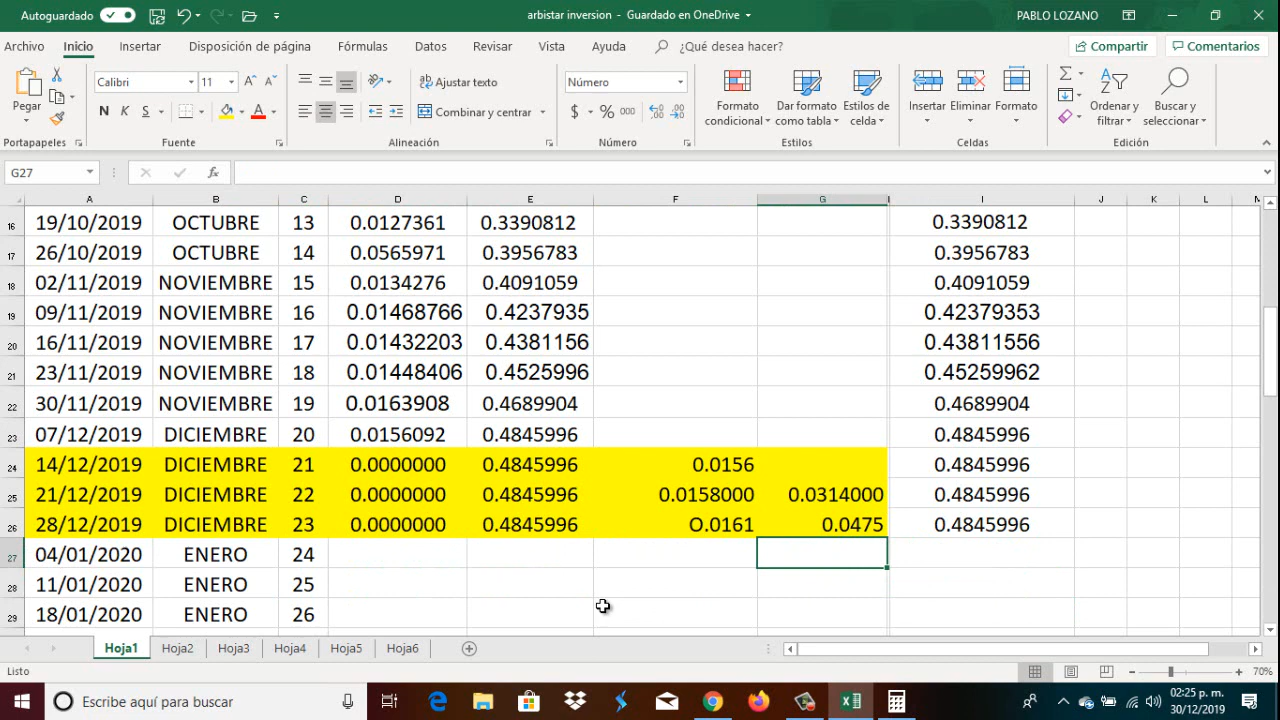 Autoguardado
arbistar inversion - Guardado en OneDrive
PABLO LOZANO
Archivo Inicio Insertar Disposición de página Fórmulas Datos Revisar Vista Ayuda ¿Qué desea hacer? Compartir Comentarios
Pegar
Calibri 11
N K S
Ajustar texto
Combinar y centrar
Número
$ % 000
Formato condicional
Dar formato como tabla
Estilos de celda
Insertar Eliminar Formato
Ordenar y filtrar
Buscar y seleccionar
Portapapeles Fuente Alineación Número Estilos Celdas Edición
G27 fx
A B C D E F G I J K L M
16 19/10/2019 OCTUBRE 13 0.0127361 0.3390812 0.3390812
17 26/10/2019 OCTUBRE 14 0.0565971 0.3956783 0.3956783
18 02/11/2019 NOVIEMBRE 15 0.0134276 0.4091059 0.4091059
19 09/11/2019 NOVIEMBRE 16 0.01468766 0.4237935 0.42379353
20 16/11/2019 NOVIEMBRE 17 0.01432203 0.4381156 0.43811556
21 23/11/2019 NOVIEMBRE 18 0.01448406 0.4525996 0.45259962
22 30/11/2019 NOVIEMBRE 19 0.0163908 0.4689904 0.4689904
23 07/12/2019 DICIEMBRE 20 0.0156092 0.4845996 0.4845996
24 14/12/2019 DICIEMBRE 21 0.0000000 0.4845996 0.0156 0.4845996
25 21/12/2019 DICIEMBRE 22 0.0000000 0.4845996 0.0158000 0.0314000 0.4845996
26 28/12/2019 DICIEMBRE 23 0.0000000 0.4845996 O.0161 0.0475 0.4845996
27 04/01/2020 ENERO 24
28 11/01/2020 ENERO 25
29 18/01/2020 ENERO 26
Hoja1 Hoja2 Hoja3 Hoja4 Hoja5 Hoja6
Listo
70%
Escribe aquí para buscar
02:25 p. m.
30/12/2019